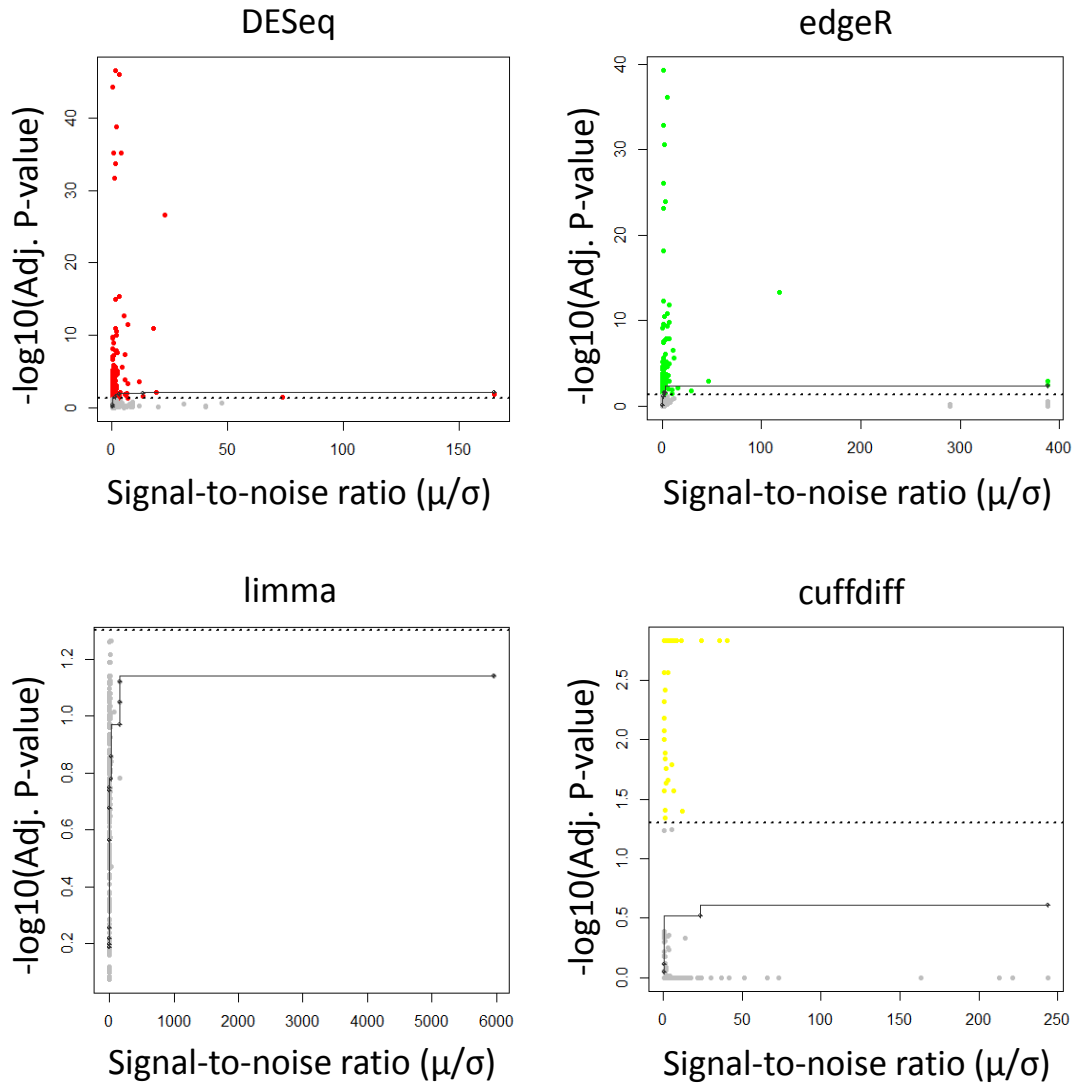 DESeq
edgeR
-log10(Adj. P-value)
0 10 20 30 40
0 50 100 150
Signal-to-noise ratio (μ/σ)
-log10(Adj. P-value)
0 10 20 30 40
0 100 200 300 400
Signal-to-noise ratio (μ/σ)
limma
cuffdiff
-log10(Adj. P-value)
0.2 0.4 0.6 0.8 1.0 1.2
0 1000 2000 3000 4000 5000 6000
Signal-to-noise ratio (μ/σ)
-log10(Adj. P-value)
0.0 0.5 1.0 1.5 2.0 2.5
0 50 100 150 200 250
Signal-to-noise ratio (μ/σ)